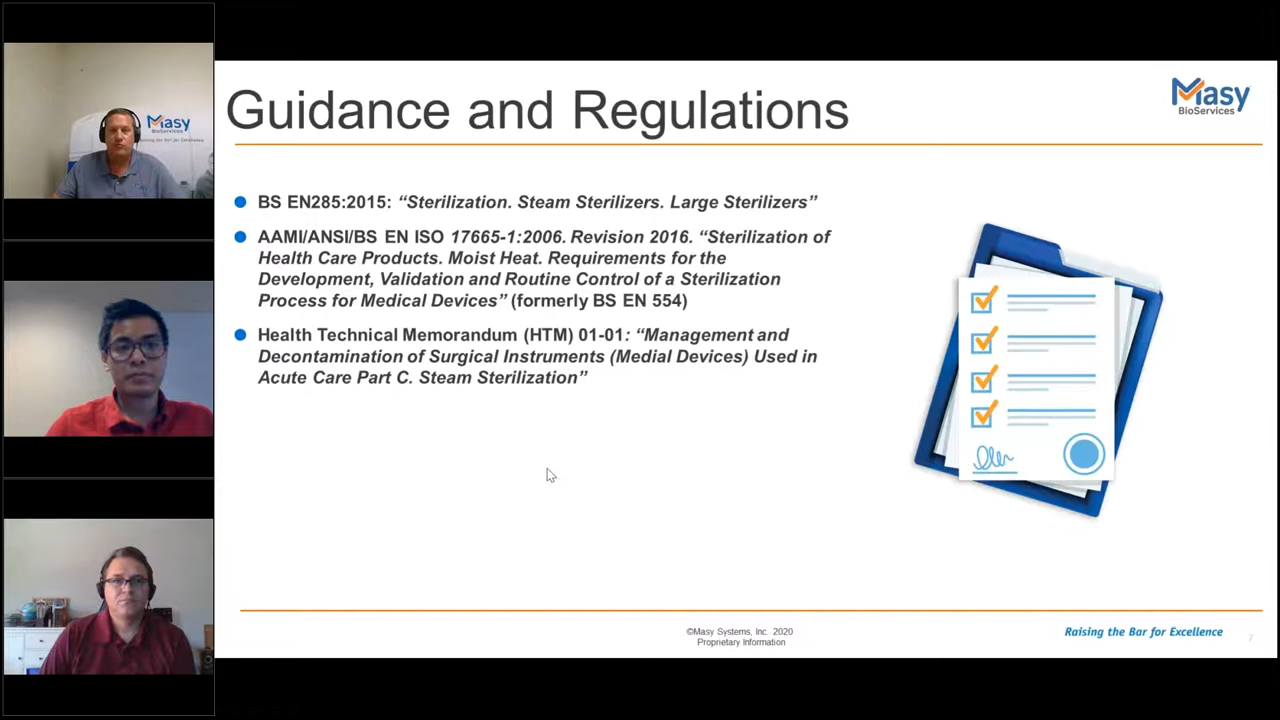 Masy
BioServices
Guidance and Regulations
Masy
BioServices
BS EN285:2015: “Sterilization. Steam Sterilizers. Large Sterilizers”
AAMI/ANSI/BS EN ISO 17665-1:2006. Revision 2016. “Sterilization of
Health Care Products. Moist Heat. Requirements for the
Development, Validation and Routine Control of a Sterilization
Process for Medical Devices” (formerly BS EN 554)
Health Technical Memorandum (HTM) 01-01: “Management and
Decontamination of Surgical Instruments (Medial Devices) Used in
Acute Care Part C. Steam Sterilization”
©Masy Systems, Inc. 2020
Proprietary Information
Raising the Bar for Excellence
7